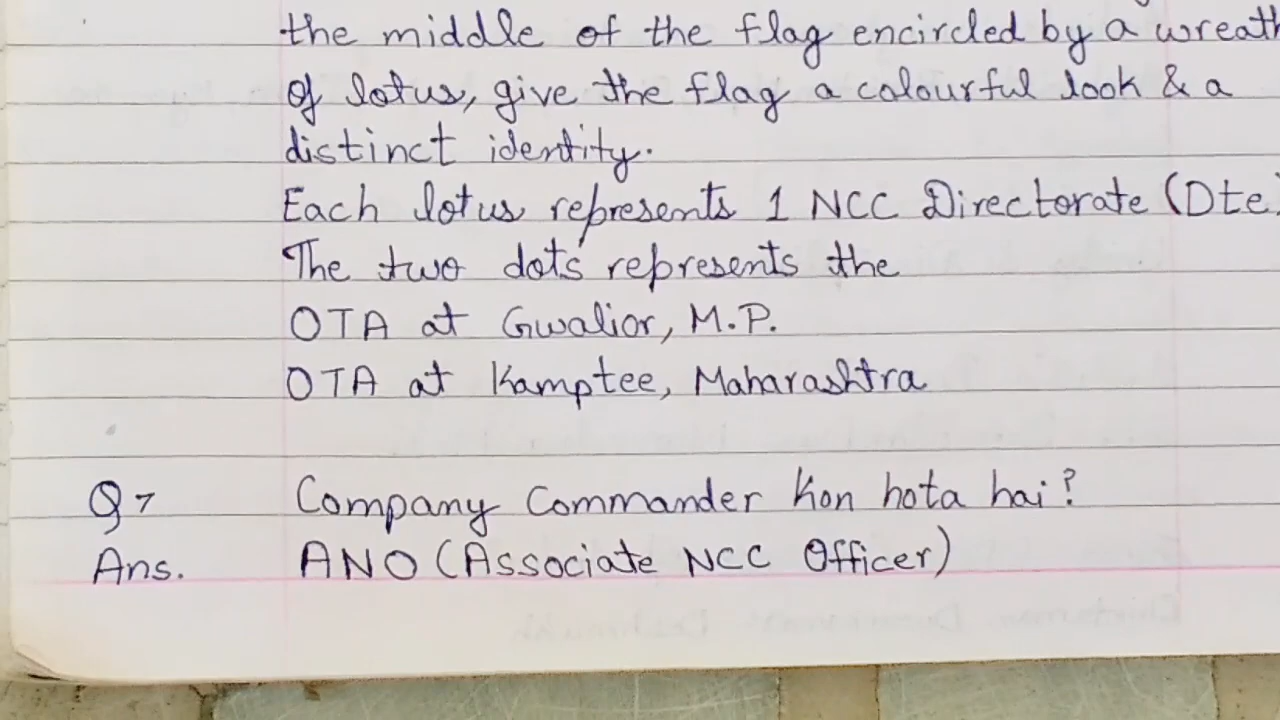 the middle of the flag encircled by a wreath
of lotus, give the flag a colourful look & a
distinct identity.
Each lotus represents 1 NCC Directorate (Dte)
The two dots represents the
OTA at Gwalior, M.P.
OTA at Kamptee, Maharashtra
Q 7 Company Commander Kon hota hai?
Ans. ANO (Associate NCC Officer)